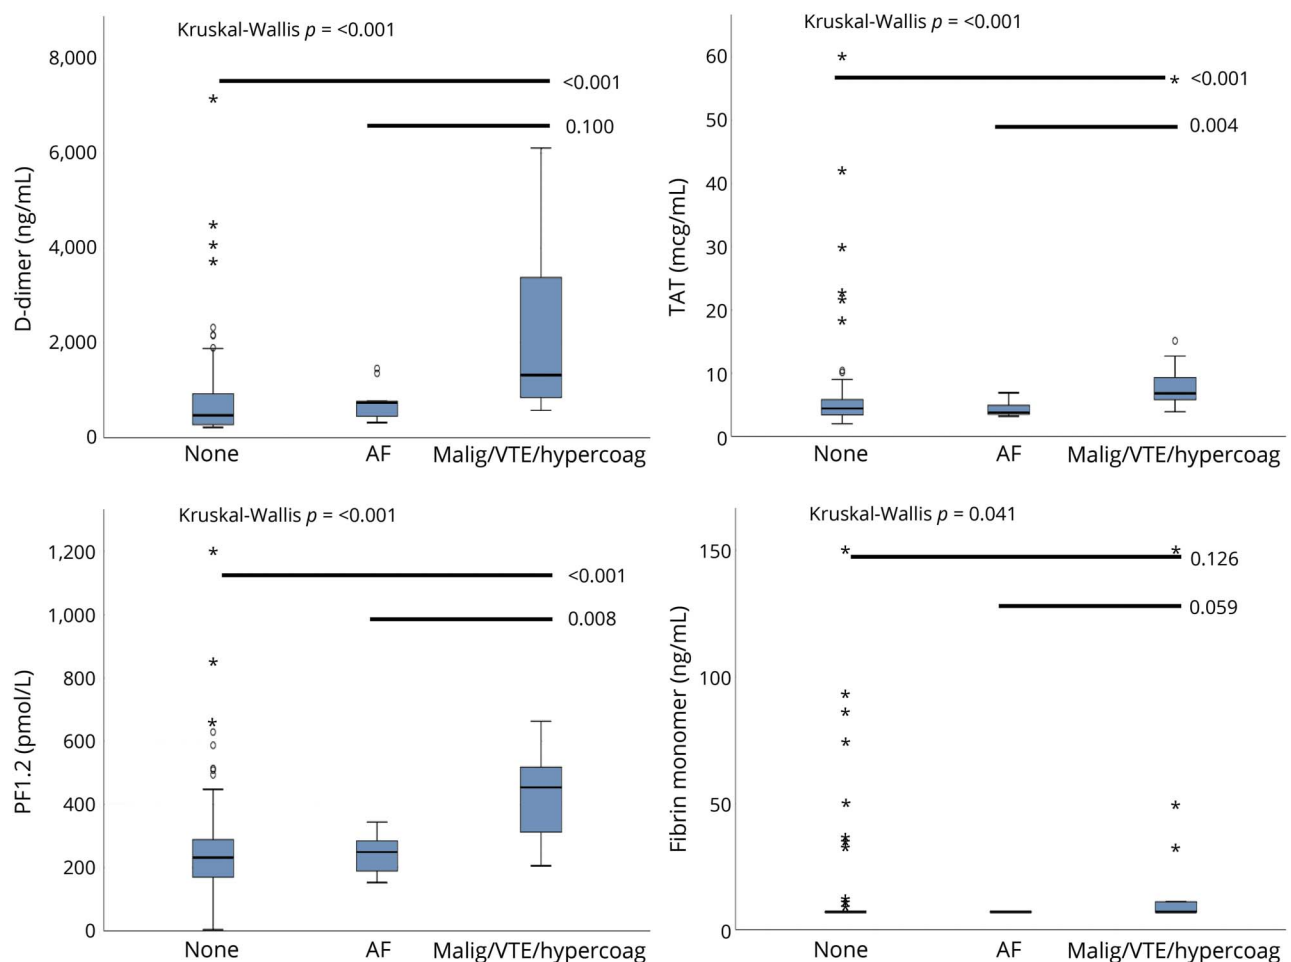 Kruskal-Wallis p = <0.001
8,000
<0.001
0.100
6,000
D-dimer (ng/mL)
4,000
2,000
0
None AF Malig/VTE/hypercoag
Kruskal-Wallis p = <0.001
60
<0.001
50
0.004
40
TAT (mcg/mL)
30
20
10
0
None AF Malig/VTE/hypercoag
Kruskal-Wallis p = <0.001
1,200
<0.001
1,000
0.008
800
PF1.2 (pmol/L)
600
400
200
0
None AF Malig/VTE/hypercoag
Kruskal-Wallis p = 0.041
150
0.126
0.059
100
Fibrin monomer (ng/mL)
50
0
None AF Malig/VTE/hypercoag